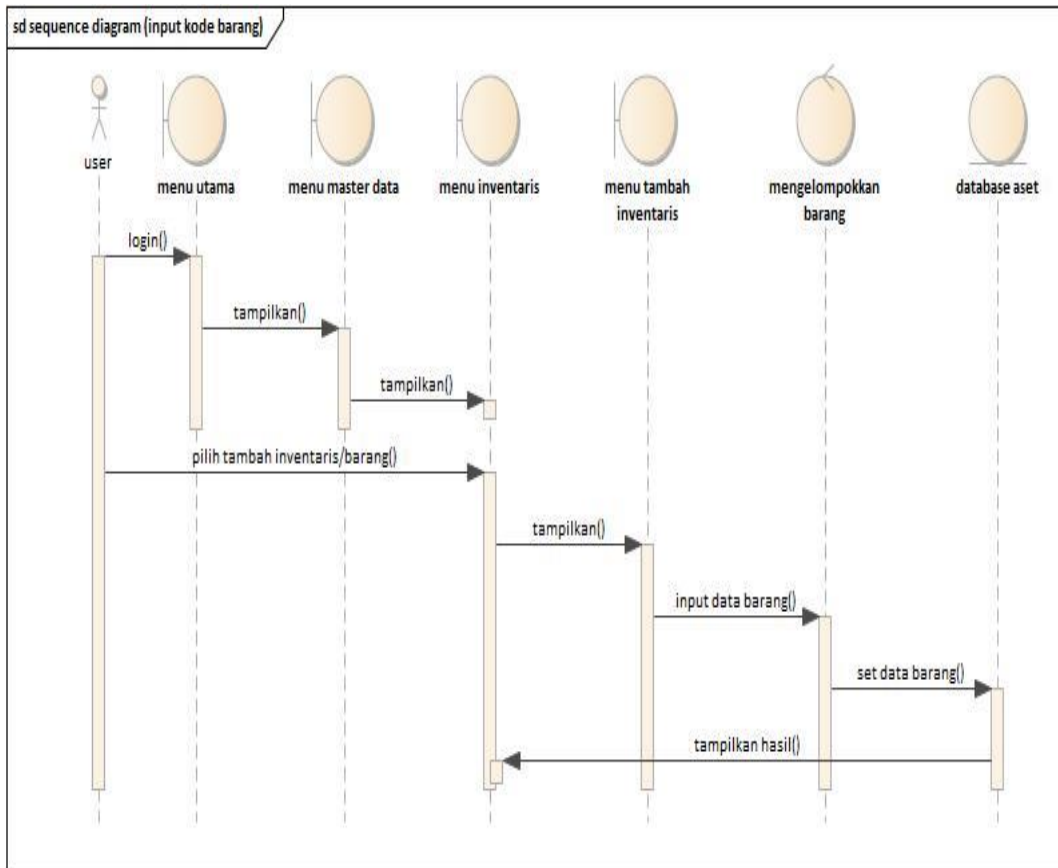 sd sequence diagram (input kode barang)
user
menu utama
menu master data
menu inventaris
menu tambah
inventaris
mengelompokkan
barang
database aset
login()
tampilkan()
tampilkan()
pilih tambah inventaris/barang()
tampilkan()
input data barang()
set data barang()
tampilkan hasil()